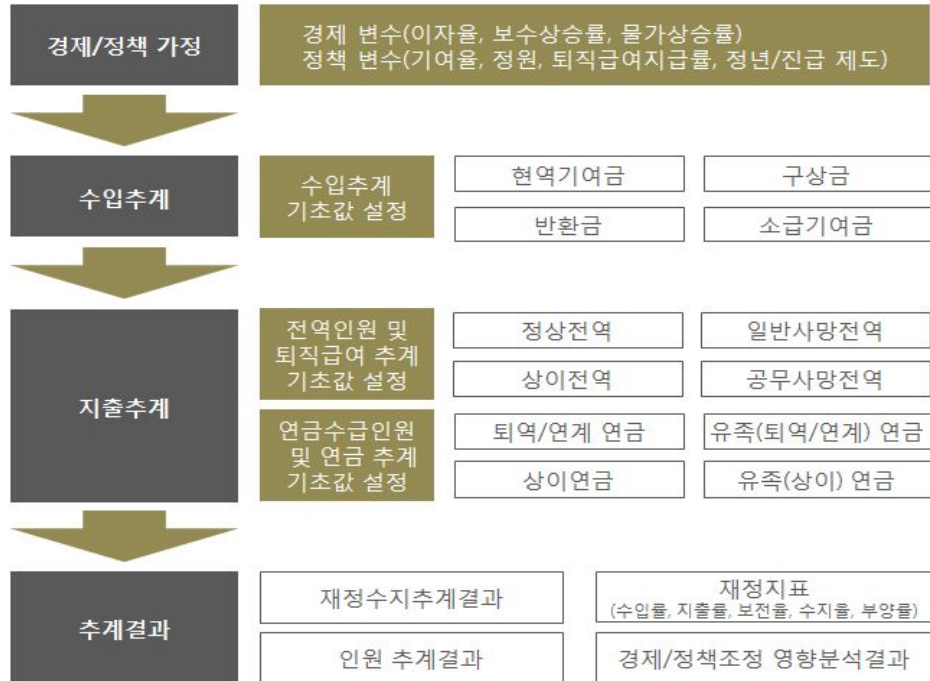 경제/정책 가정
경제 변수(이자율, 보수상승률, 물가상승률)
정책 변수(기여율, 정원, 퇴직급여지급률, 정년/진급 제도)
수입추계
수입추계
기초값 설정
현역기여금
구상금
반환금
소급기여금
지출추계
전역인원 및
퇴직급여 추계
기초값 설정
정상전역
일반사망전역
상이전역
공무사망전역
연금수급인원
및 연금 추계
기초값 설정
퇴역/연계 연금
유족(퇴역/연계) 연금
상이연금
유족(상이) 연금
추계결과
재정수지추계결과
재정지표
(수입률, 지출률, 보전율, 수지율, 부양률)
인원 추계결과
경제/정책조정 영향분석결과